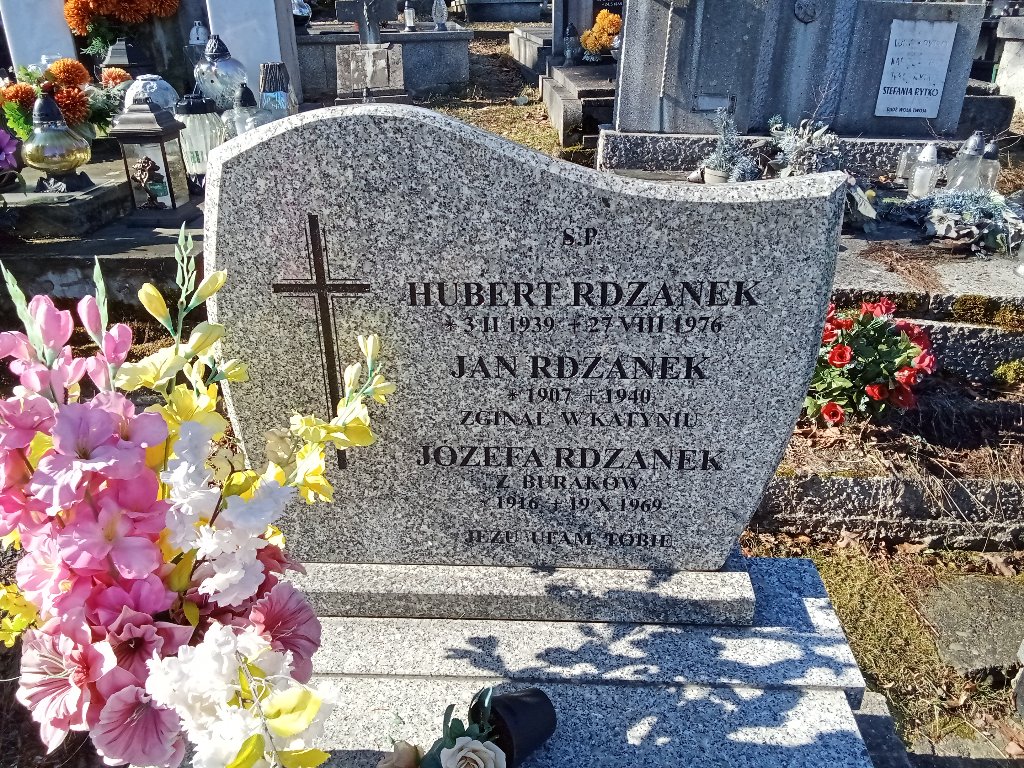 STEFANIA RYTKO
S.P.
HUBERT RDZANEK
* 3 II 1939 + 27 VIII 1976
JAN RDZANEK
* 1907 + 1940
ZGINĄŁ W KATYNIU
JÓZEFA RDZANEK
Z BURAKÓW
* 1916 + 19 X 1969
JEZU UFAM TOBIE